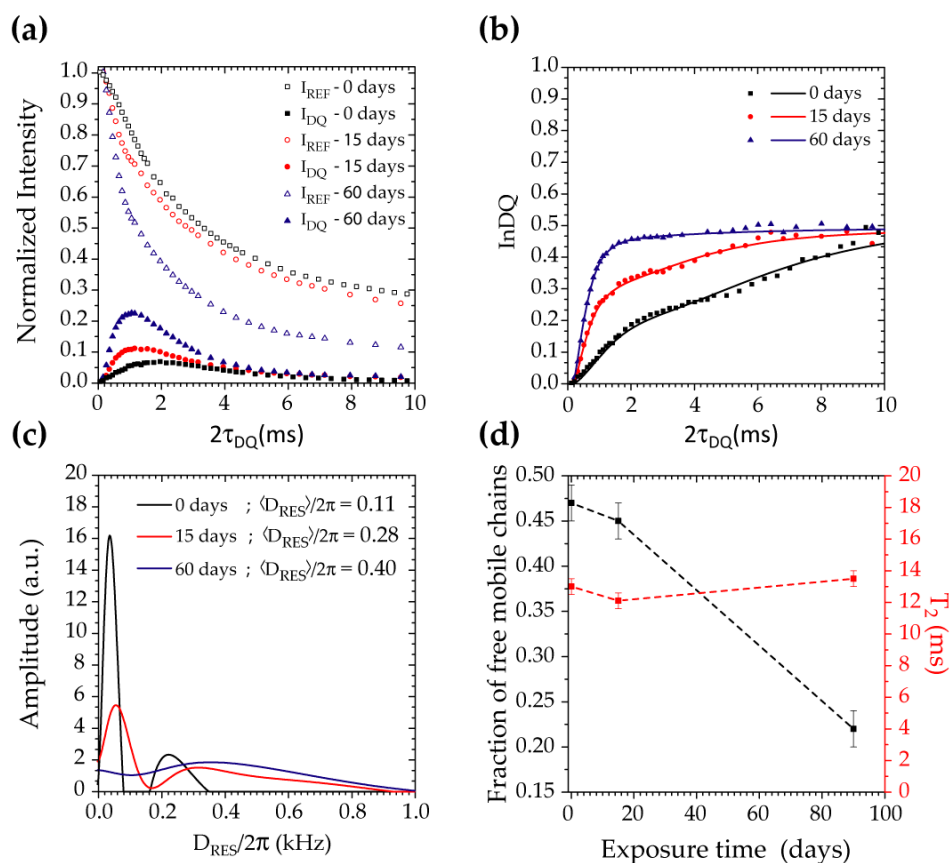 (a)
1.0
0.9
0.8
0.7
0.6
0.5
0.4
0.3
0.2
0.1
0.0
Normalized Intensity
I_REF - 0 days
I_DQ - 0 days
I_REF - 15 days
I_DQ - 15 days
I_REF - 60 days
I_DQ - 60 days
0 2 4 6 8 10
2τ_DQ(ms)
(b)
1.0
0.9
0.8
0.7
0.6
0.5
0.4
0.3
0.2
0.1
0.0
InDQ
0 days
15 days
60 days
0 2 4 6 8 10
2τ_DQ(ms)
(c)
20
18
16
14
12
10
8
6
4
2
0
Amplitude (a.u.)
0 days ; ⟨D_RES⟩/2π = 0.11
15 days ; ⟨D_RES⟩/2π = 0.28
60 days ; ⟨D_RES⟩/2π = 0.40
0.0 0.2 0.4 0.6 0.8 1.0
D_RES/2π (kHz)
(d)
0.50
0.45
0.40
0.35
0.30
0.25
0.20
0.15
Fraction of free mobile chains
20
18
16
14
12
10
8
6
4
2
0
T₂ (ms)
0 20 40 60 80 100
Exposure time (days)